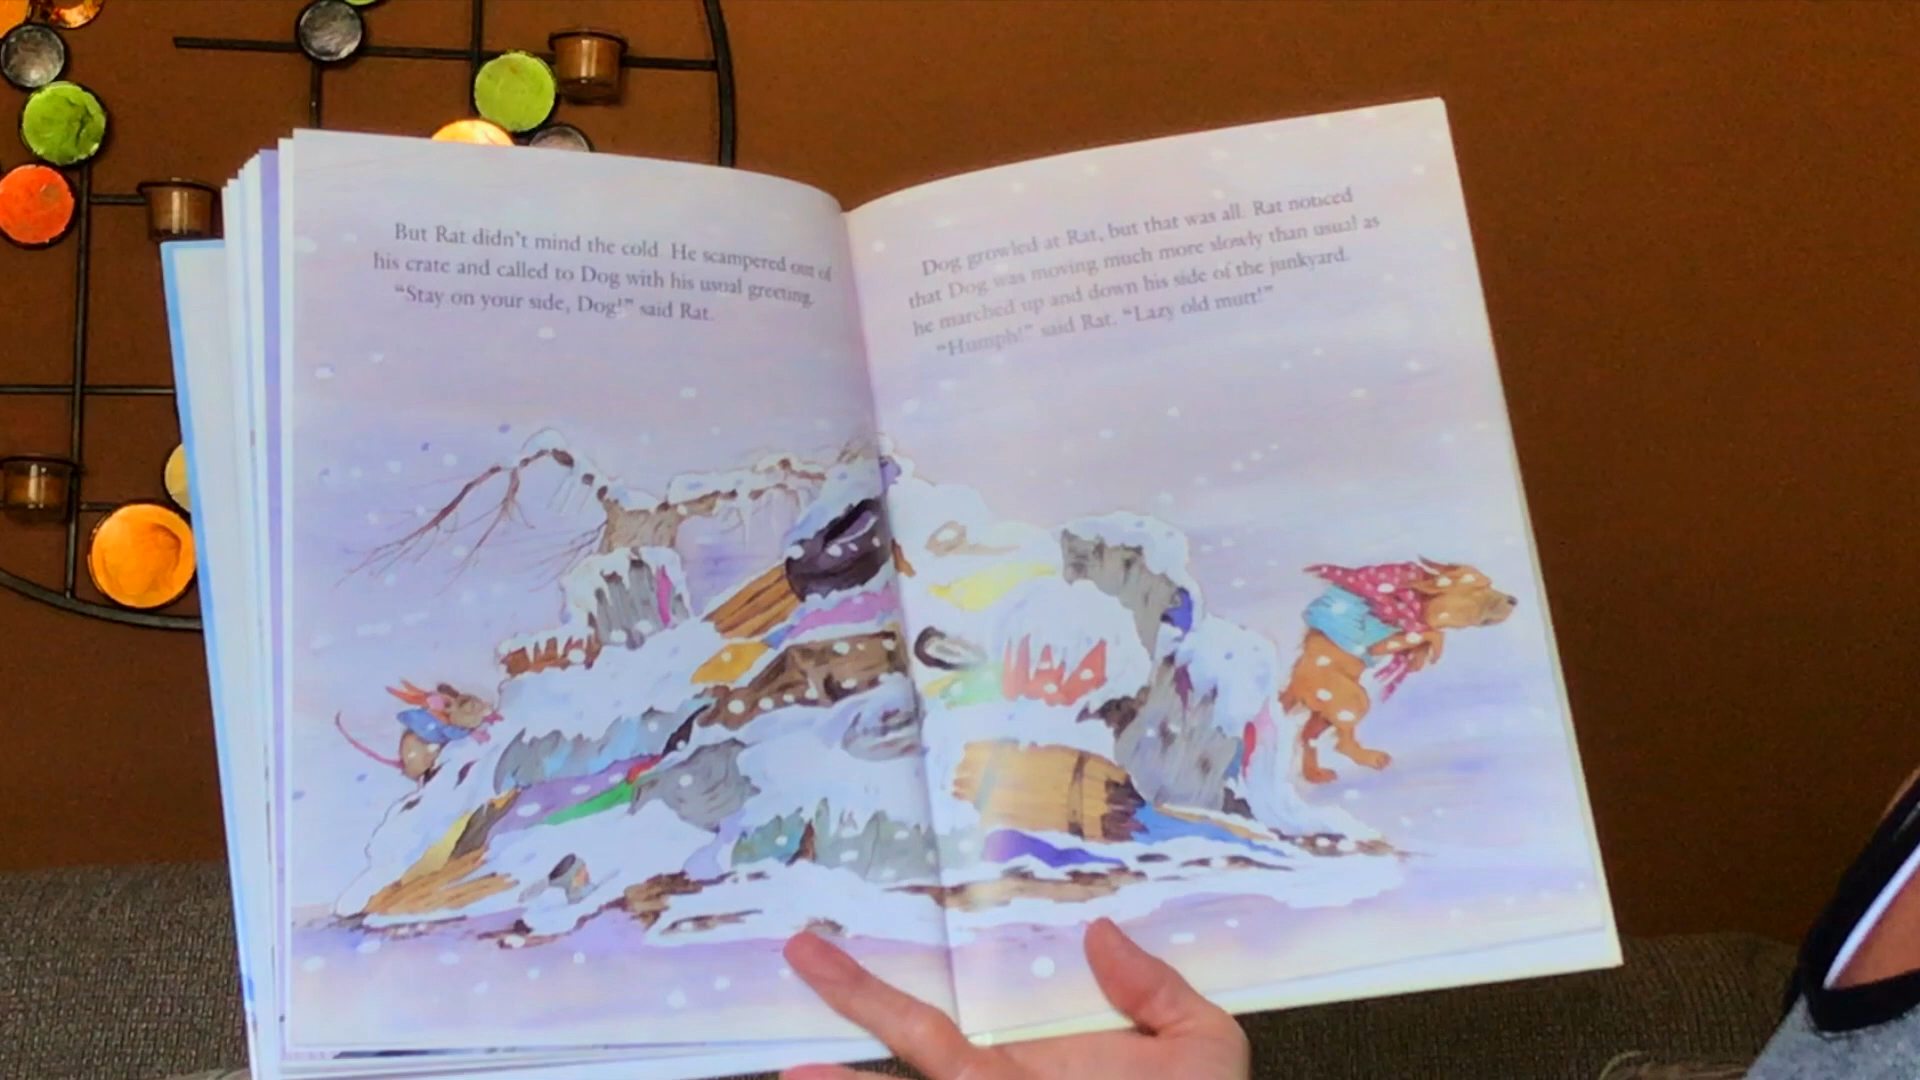 But Rat didn't mind the cold. He scampered out of
his crate and called to Dog with his usual greeting.
“Stay on your side, Dog!” said Rat.
Dog growled at Rat, but that was all. Rat noticed
that Dog was moving much more slowly than usual as
he marched up and down his side of the junkyard.
“Humph!” said Rat. “Lazy old mutt!”